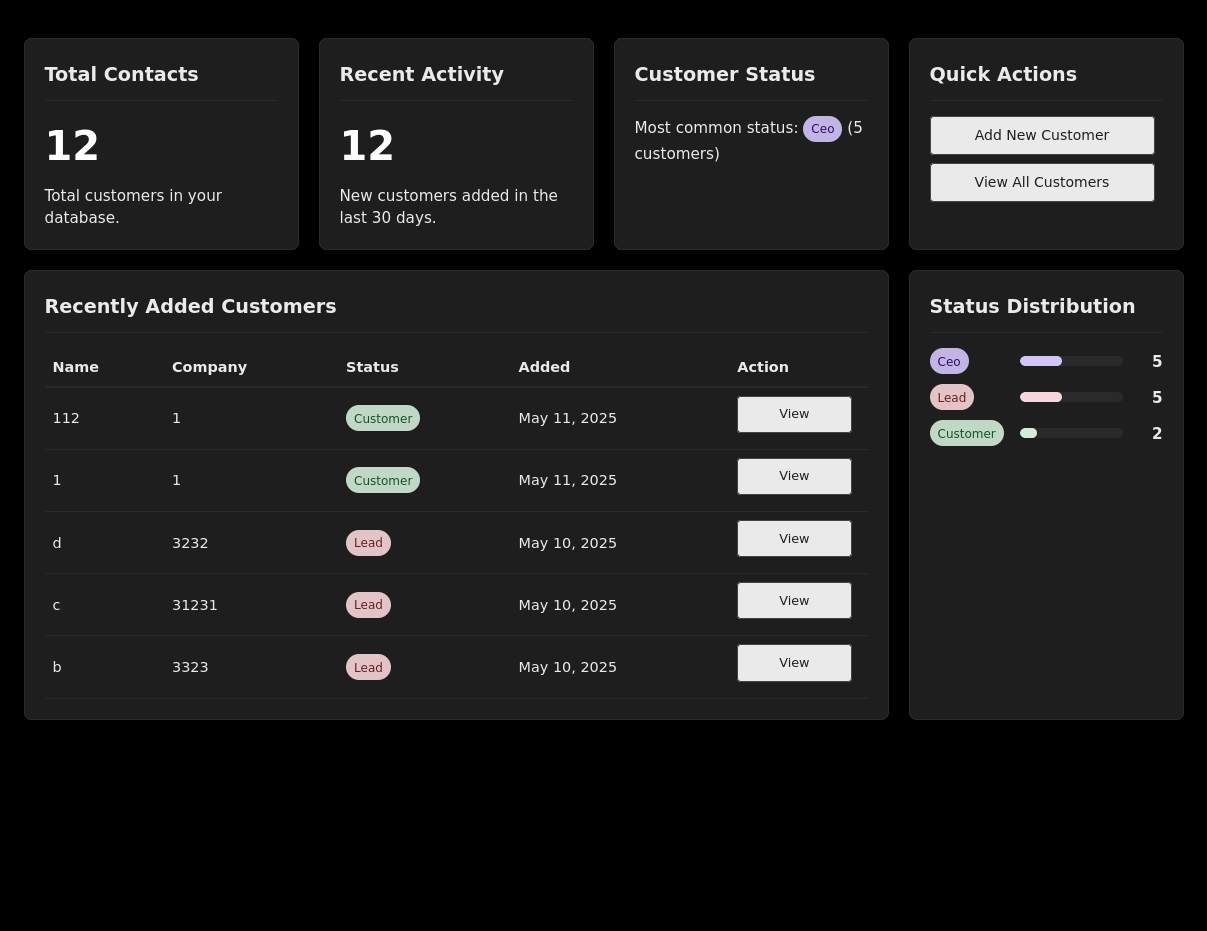 Total Contacts
12
Total customers in your
database.
Recent Activity
12
New customers added in the
last 30 days.
Customer Status
Most common status: Ceo (5
customers)
Quick Actions
Add New Customer
View All Customers
Recently Added Customers
Name Company Status Added Action
112 1 Customer May 11, 2025 View
1 1 Customer May 11, 2025 View
d 3232 Lead May 10, 2025 View
c 31231 Lead May 10, 2025 View
b 3323 Lead May 10, 2025 View
Status Distribution
Ceo 5
Lead 5
Customer 2